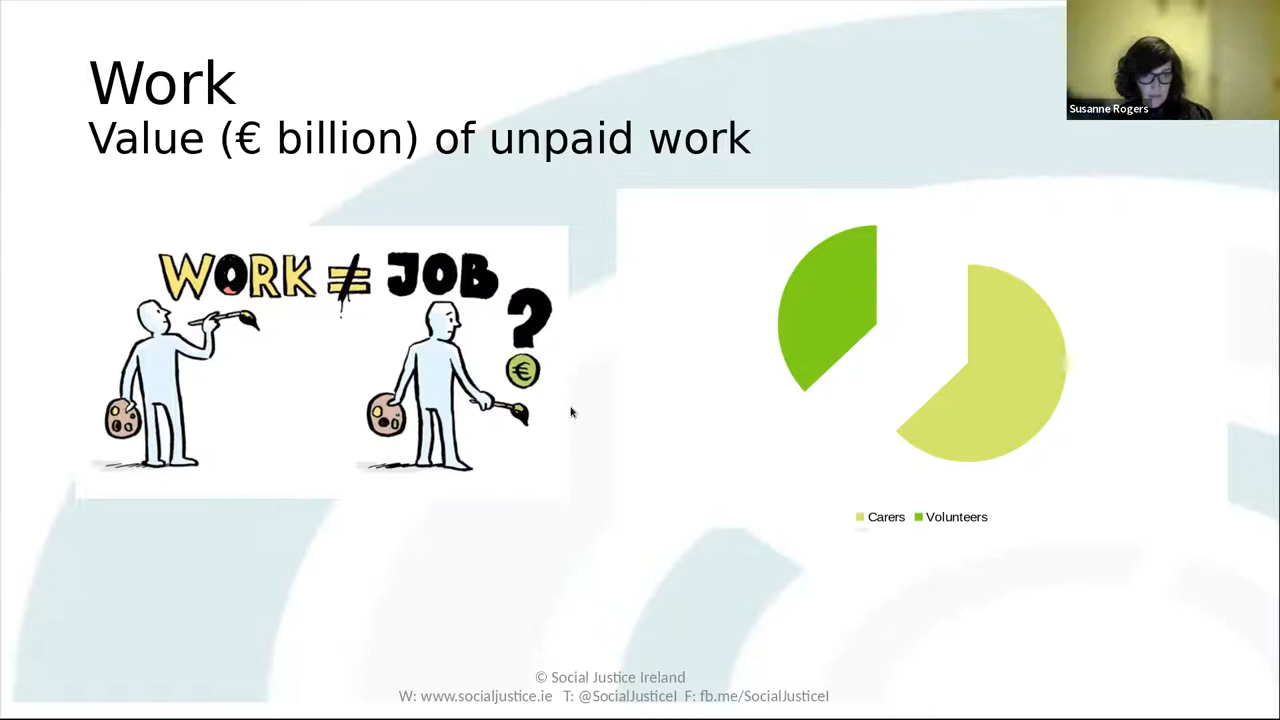 Work
Value (€ billion) of unpaid work
Susanne Rogers
WORK ≠ JOB
?
€
Carers Volunteers
© Social Justice Ireland
W: www.socialjustice.ie T: @SocialJusticeI F: fb.me/SocialJusticeI